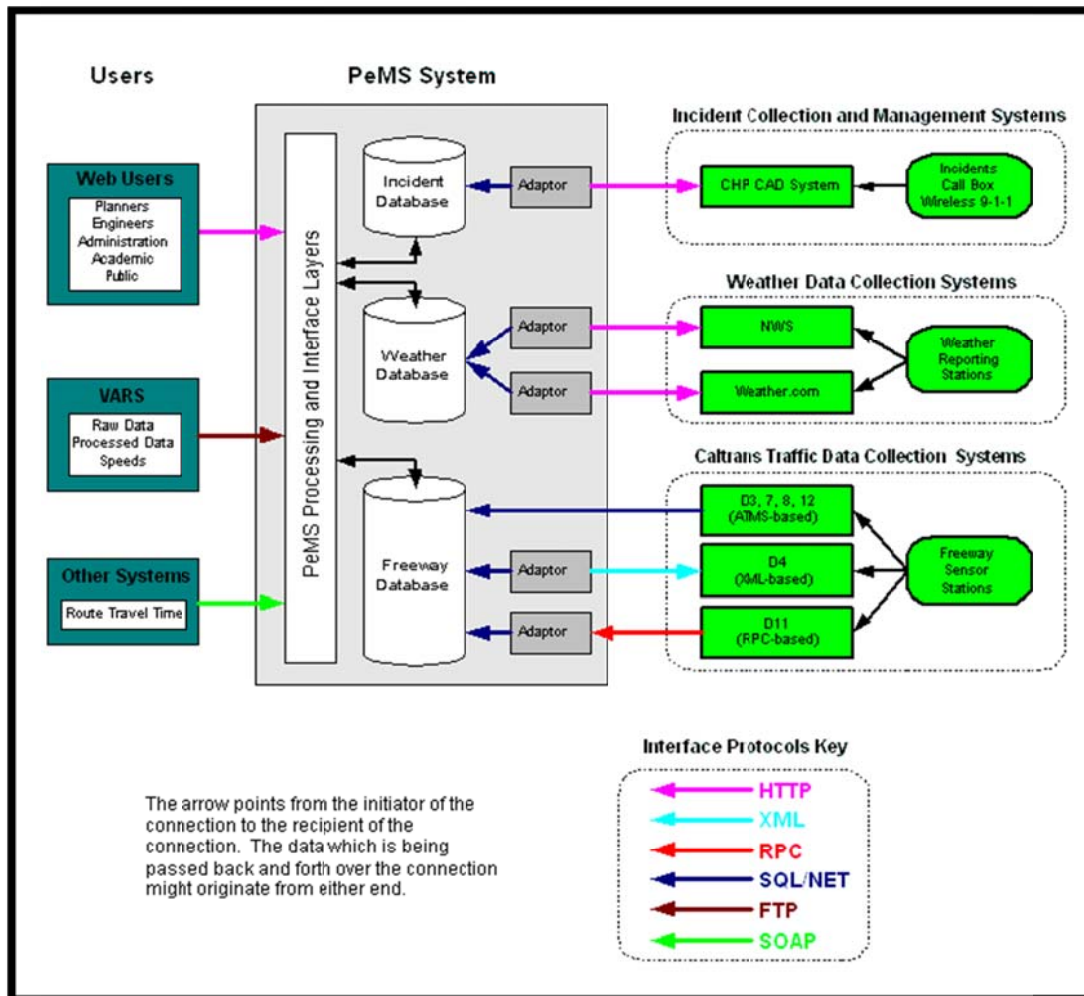 Users
PeMS System
Incident Collection and Management Systems
Web Users
Planners
Engineers
Administration
Academic
Public
VARS
Raw Data
Processed Data
Speeds
Other Systems
Route Travel Time
PeMS Processing and Interface Layers
Incident
Database
Adaptor
CHP CAD System
Incidents
Call Box
Wireless 9-1-1
Weather Data Collection Systems
Weather
Database
Adaptor
Adaptor
NWS
Weather.com
Weather
Reporting
Stations
Caltrans Traffic Data Collection Systems
Freeway
Database
Adaptor
Adaptor
D3, 7, 8, 12
(ATMS-based)
D4
(XML-based)
D11
(RPC-based)
Freeway
Sensor
Stations
The arrow points from the initiator of the
connection to the recipient of the
connection. The data which is being
passed back and forth over the connection
might originate from either end.
Interface Protocols Key
HTTP
XML
RPC
SQL/NET
FTP
SOAP